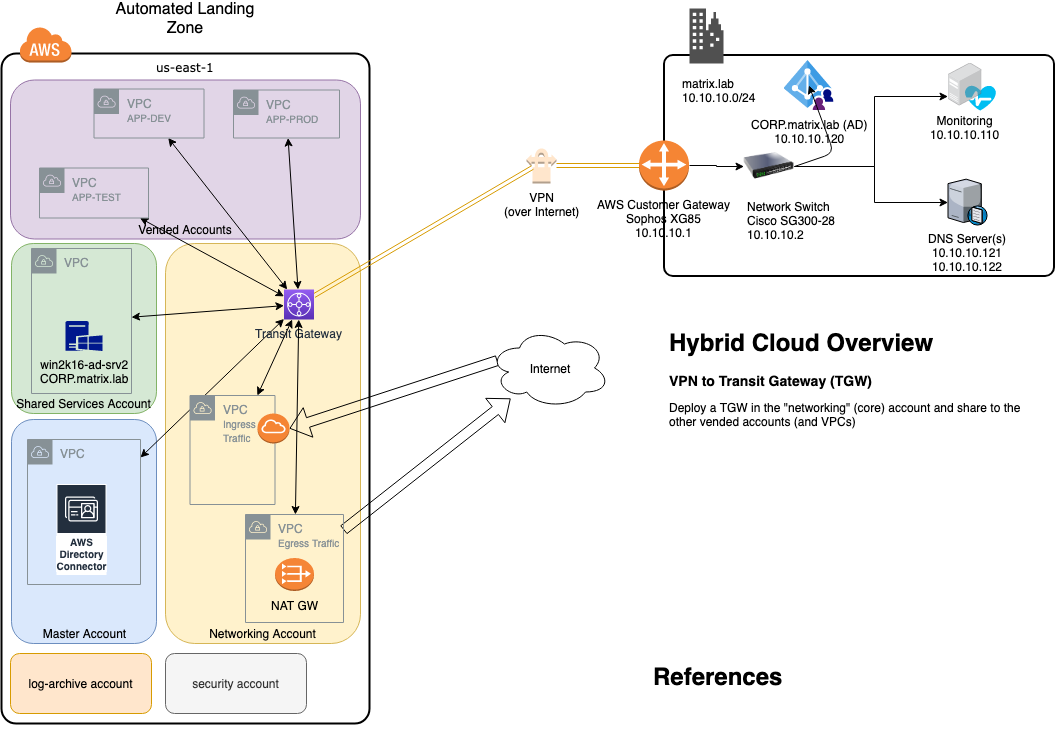 Automated Landing
Zone
AWS
us-east-1
VPC
APP-DEV
VPC
APP-PROD
VPC
APP-TEST
Vended Accounts
VPC
win2k16-ad-srv2
CORP.matrix.lab
Shared Services Account
Transit Gateway
VPC
Ingress
Traffic
VPC
AWS
Directory
Connector
Master Account
VPC
Egress Traffic
NAT GW
Networking Account
log-archive account
security account
Internet
VPN
(over Internet)
matrix.lab
10.10.10.0/24
CORP.matrix.lab (AD)
10.10.10.120
Monitoring
10.10.10.110
AWS Customer Gateway
Sophos XG85
10.10.10.1
Network Switch
Cisco SG300-28
10.10.10.2
DNS Server(s)
10.10.10.121
10.10.10.122
Hybrid Cloud Overview
VPN to Transit Gateway (TGW)
Deploy a TGW in the "networking" (core) account and share to the
other vended accounts (and VPCs)
References